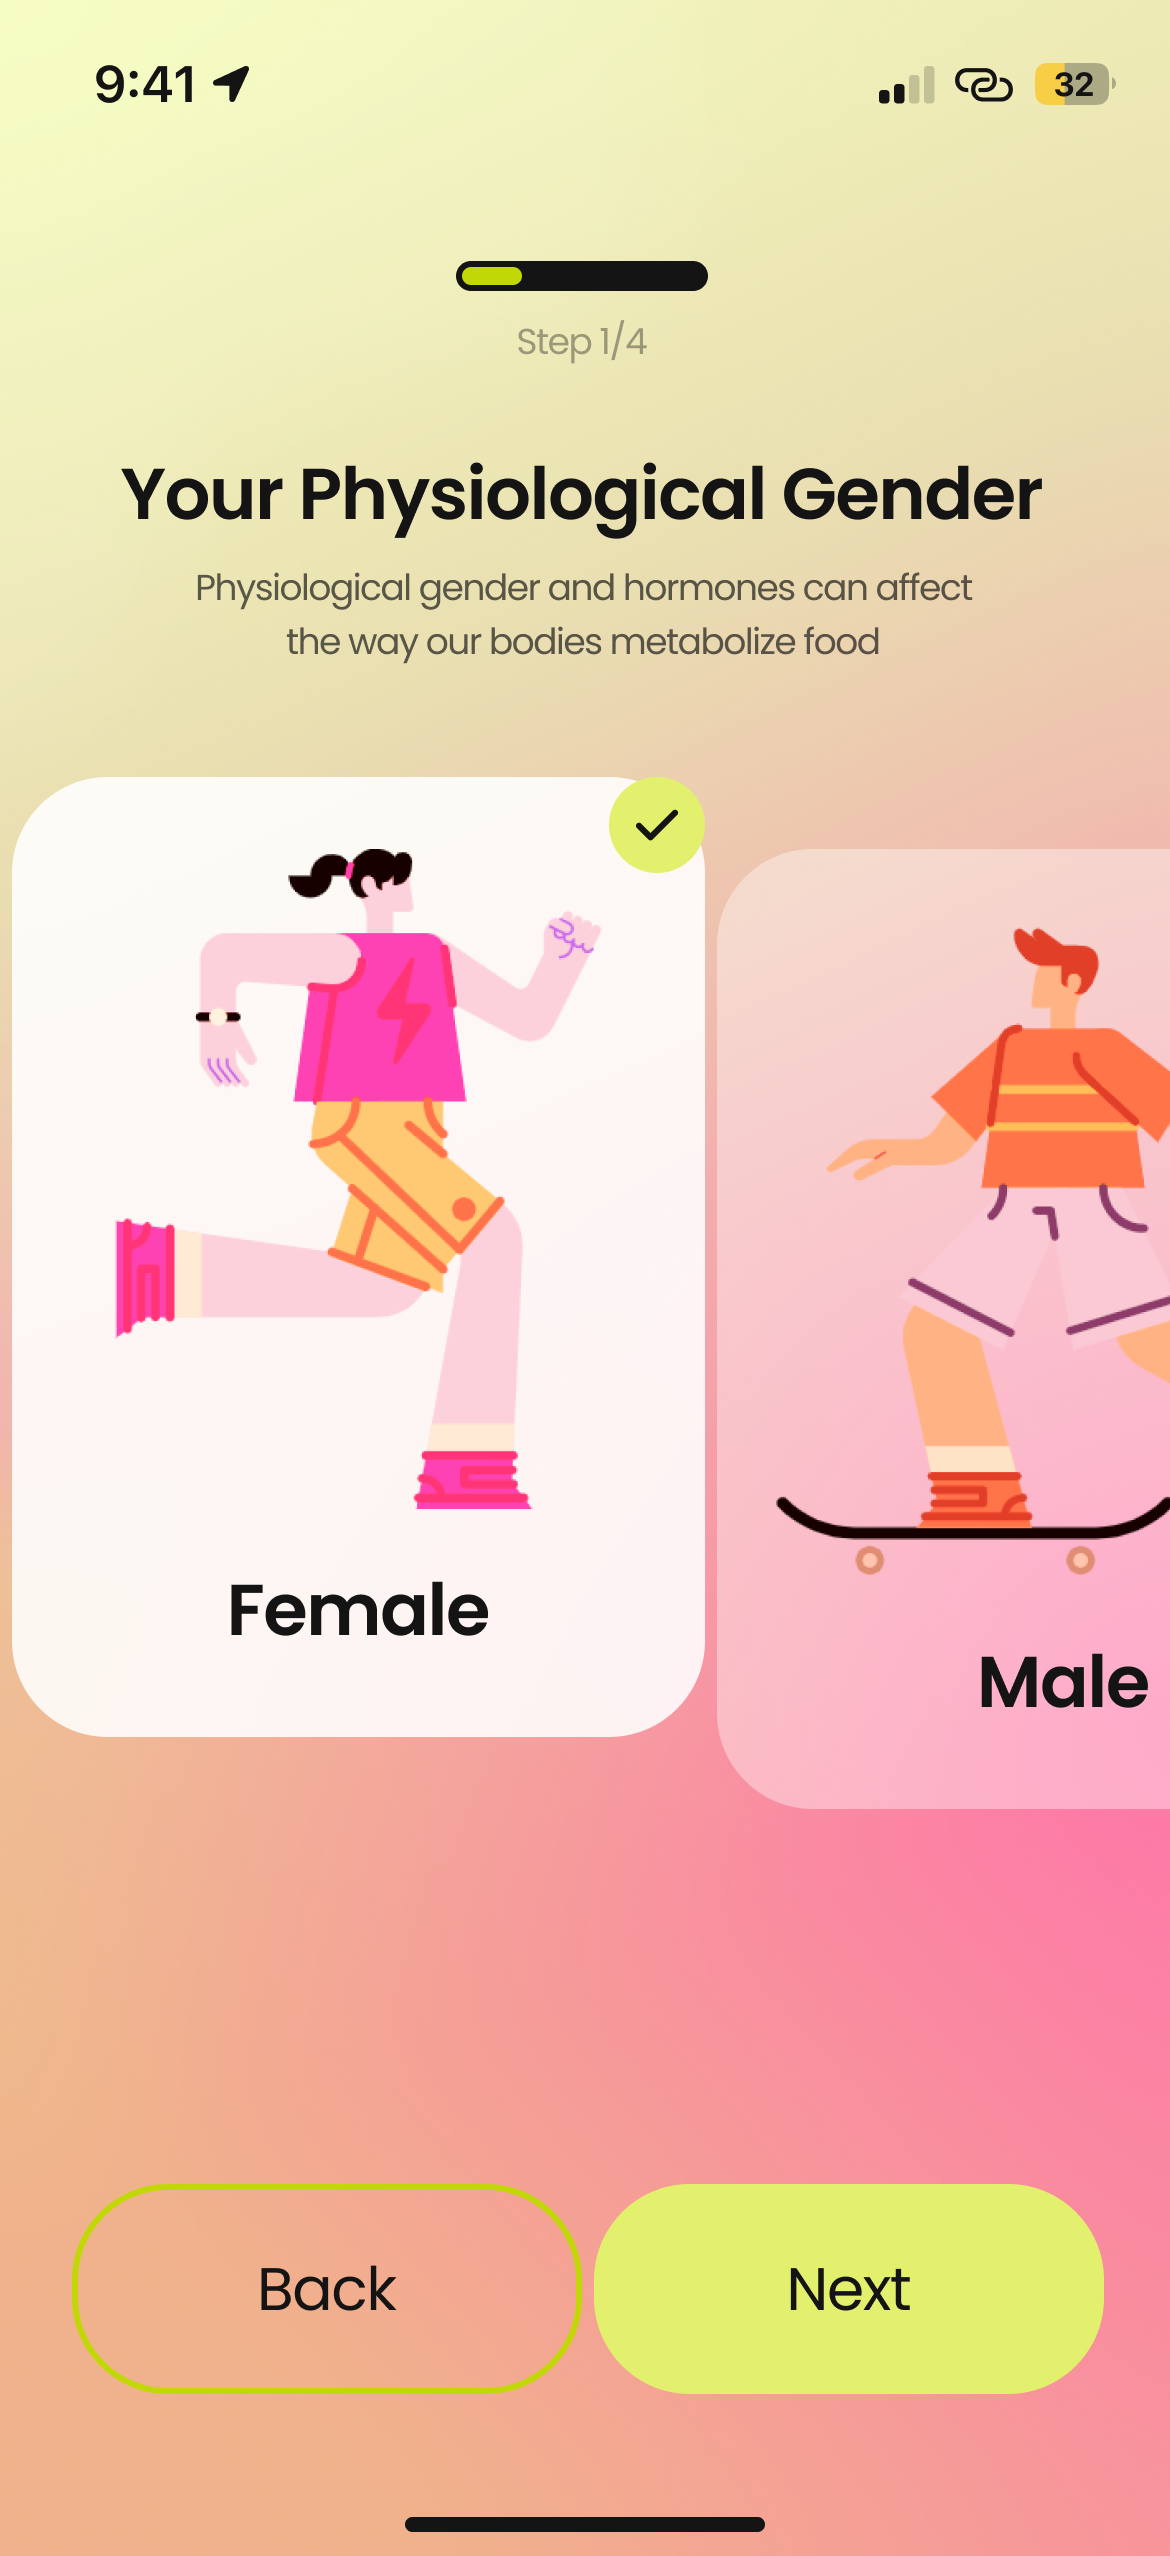 9:41
32
Step 1/4
Your Physiological Gender
Physiological gender and hormones can affect
the way our bodies metabolize food
Female
Male
Back
Next